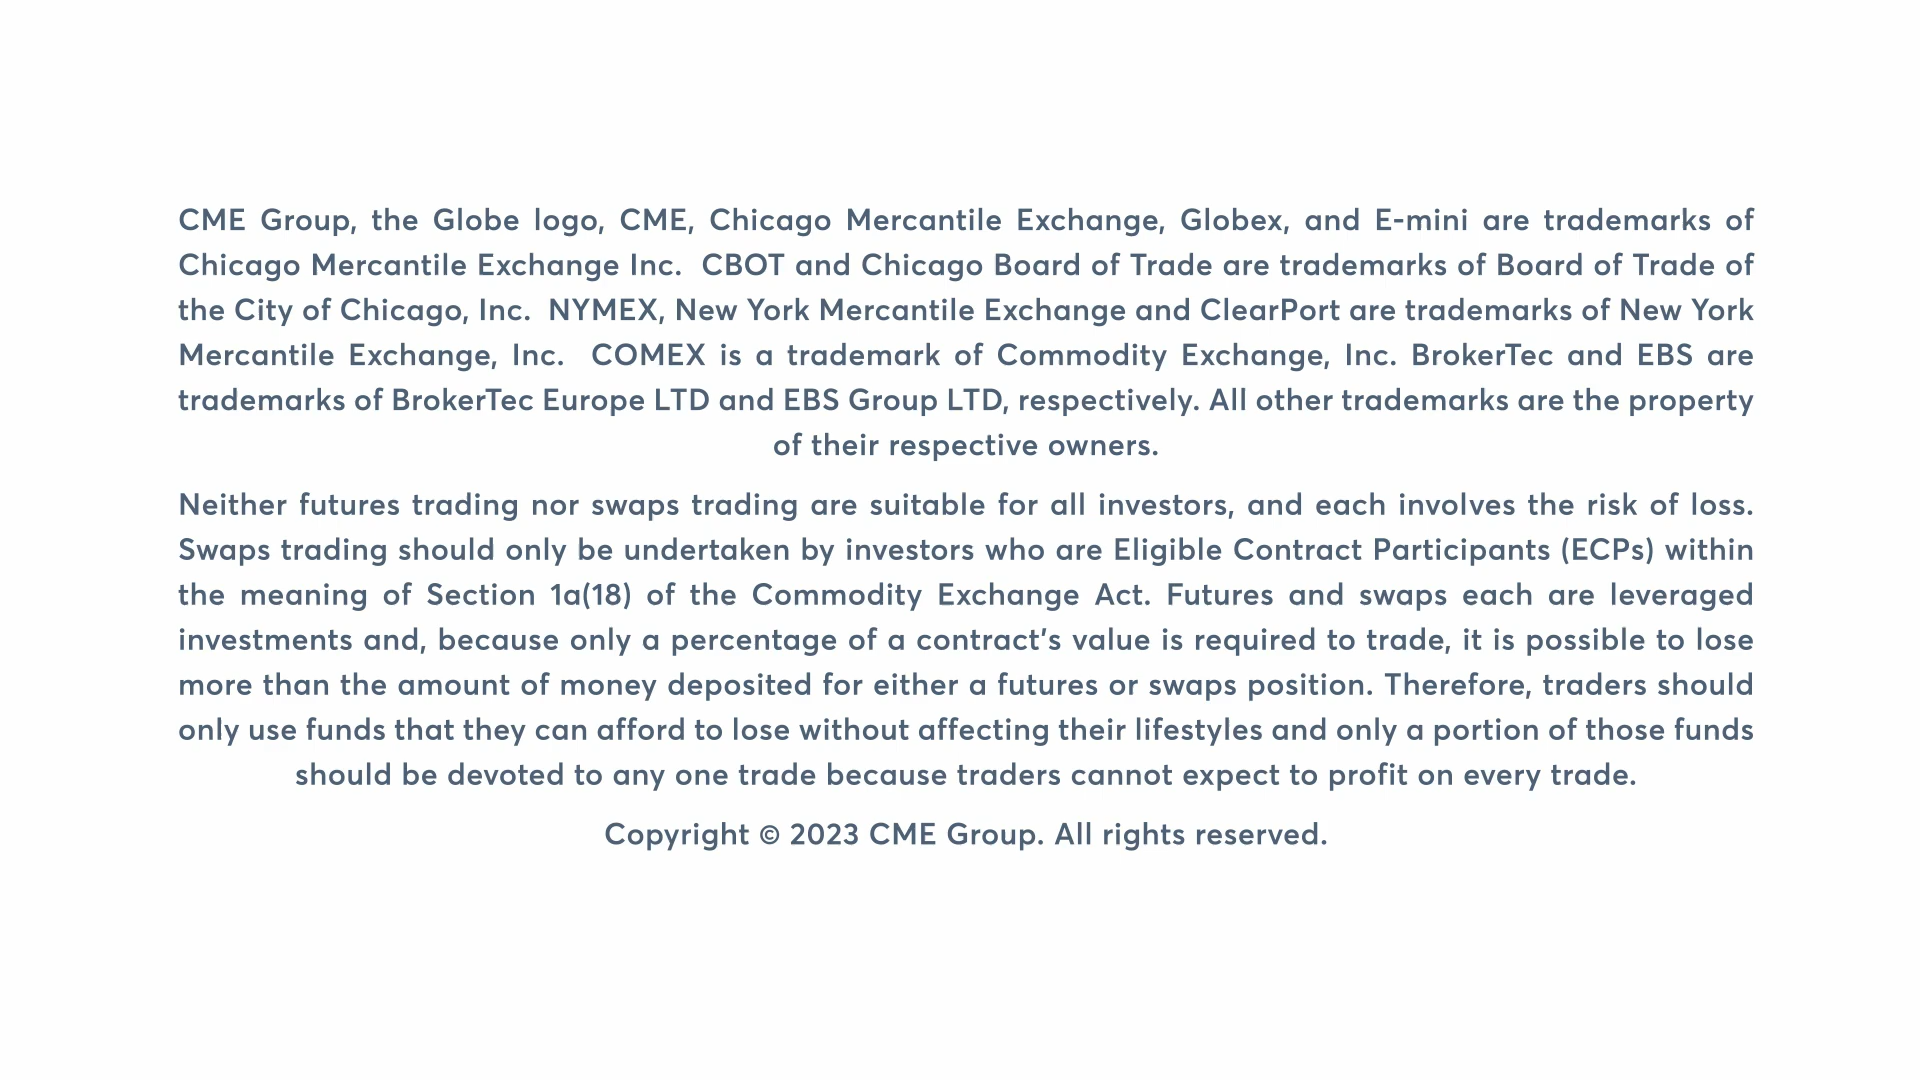 CME Group, the Globe logo, CME, Chicago Mercantile Exchange, Globex, and E-mini are trademarks of
Chicago Mercantile Exchange Inc.  CBOT and Chicago Board of Trade are trademarks of Board of Trade of
the City of Chicago, Inc.  NYMEX, New York Mercantile Exchange and ClearPort are trademarks of New York
Mercantile Exchange, Inc.  COMEX is a trademark of Commodity Exchange, Inc. BrokerTec and EBS are
trademarks of BrokerTec Europe LTD and EBS Group LTD, respectively. All other trademarks are the property
of their respective owners.
Neither futures trading nor swaps trading are suitable for all investors, and each involves the risk of loss.
Swaps trading should only be undertaken by investors who are Eligible Contract Participants (ECPs) within
the meaning of Section 1a(18) of the Commodity Exchange Act. Futures and swaps each are leveraged
investments and, because only a percentage of a contract's value is required to trade, it is possible to lose
more than the amount of money deposited for either a futures or swaps position. Therefore, traders should
only use funds that they can afford to lose without affecting their lifestyles and only a portion of those funds
should be devoted to any one trade because traders cannot expect to profit on every trade.
Copyright © 2023 CME Group. All rights reserved.